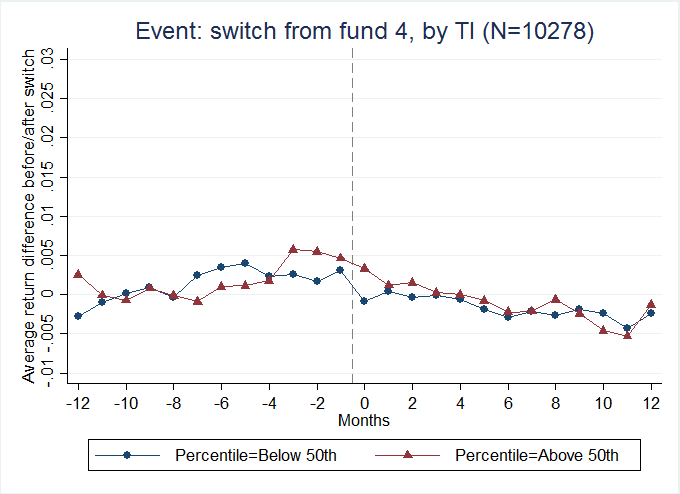 Event: switch from fund 4, by TI (N=10278)
Average return difference before/after switch
.03
.025
.02
.015
.01
.005
0
-.005
-.01
-12 -10 -8 -6 -4 -2 0 2 4 6 8 10 12
Months
Percentile=Below 50th Percentile=Above 50th